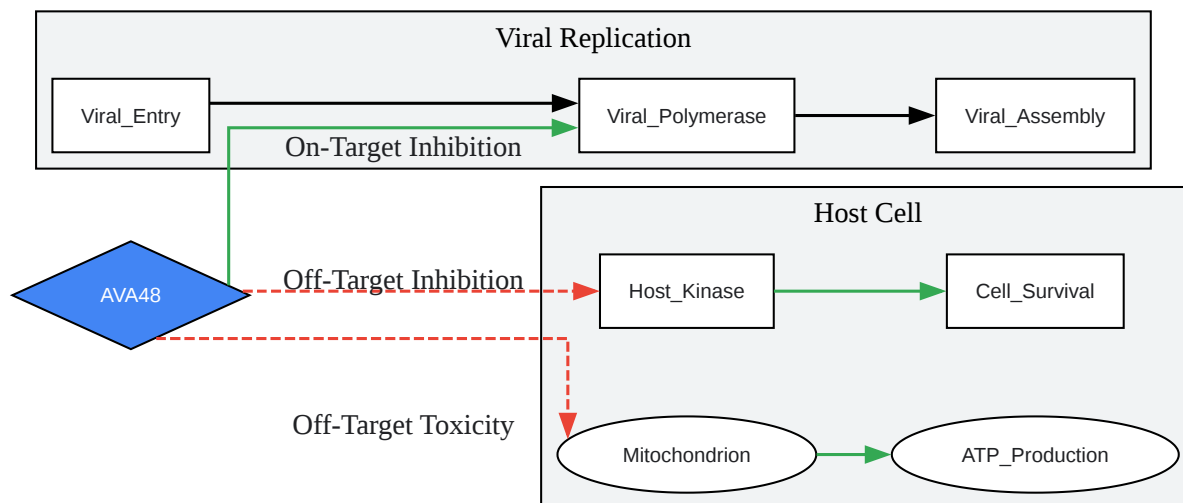 Viral Replication
Viral_Entry
Viral_Polymerase
Viral_Assembly
On-Target Inhibition
Host Cell
AVA48
Off-Target Inhibition
Host_Kinase
Cell_Survival
Off-Target Toxicity
Mitochondrion
ATP_Production